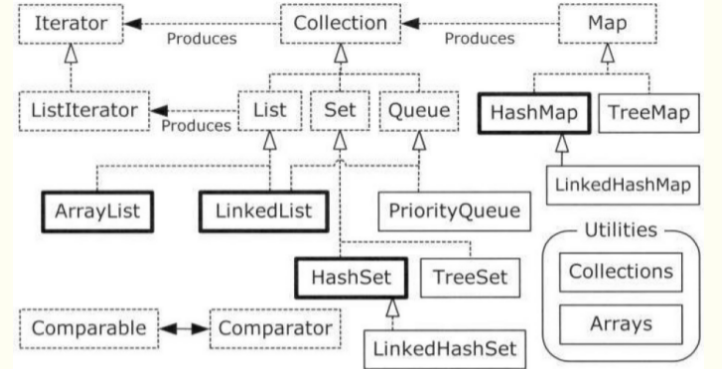 Iterator
Collection
Map
Produces
Produces
ListIterator
List
Set
Queue
HashMap
TreeMap
Produces
LinkedHashMap
ArrayList
LinkedList
PriorityQueue
Utilities
Collections
HashSet
TreeSet
Arrays
Comparable
Comparator
LinkedHashSet